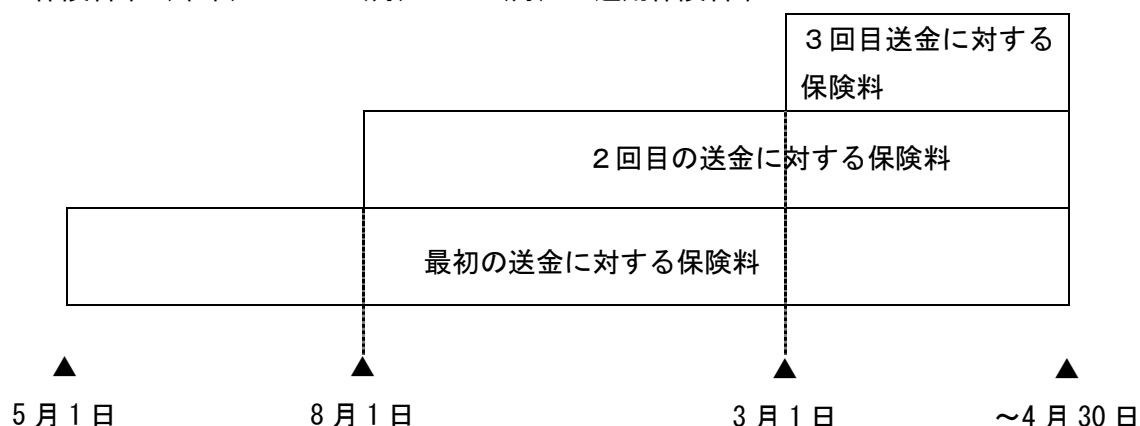 3回目送金に対する
保険料
2回目の送金に対する保険料
最初の送金に対する保険料
▲ ▲ ▲ ▲
5月1日 8月1日 3月1日 ～4月30日